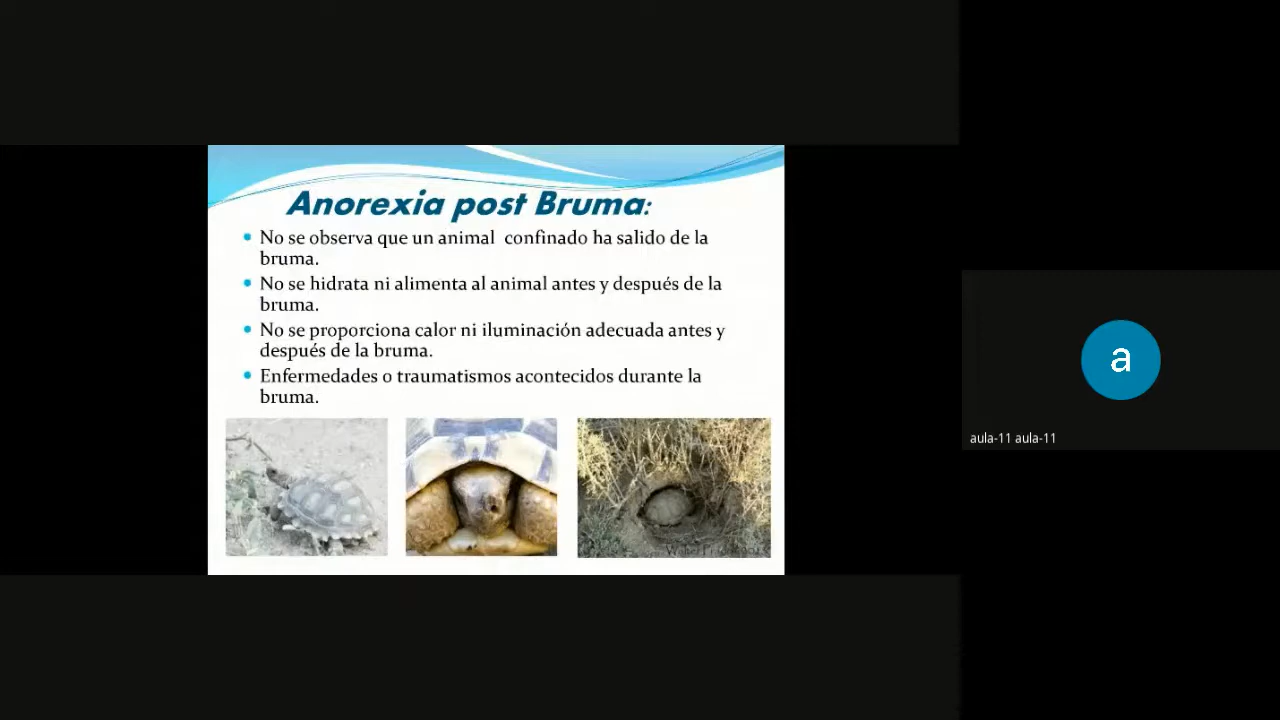 Anorexia post Bruma:
• No se observa que un animal confinado ha salido de la
bruma.
• No se hidrata ni alimenta al animal antes y después de la
bruma.
• No se proporciona calor ni iluminación adecuada antes y
después de la bruma.
• Enfermedades o traumatismos acontecidos durante la
bruma.
a
aula-11 aula-11